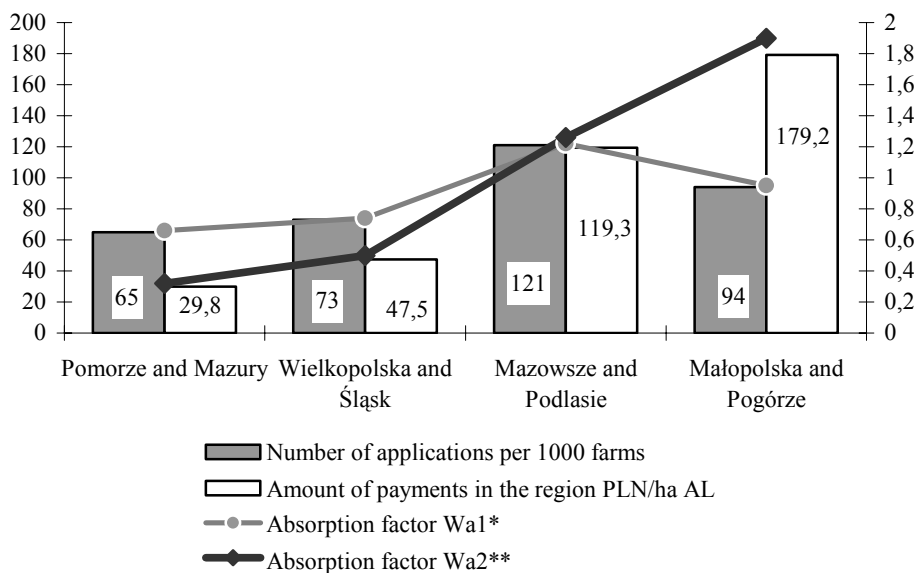 200 2
180 1,8
160 1,6
140 1,4
120 1,2
100 1
80 0,8
60 0,6
40 0,4
20 0,2
0 0
65 29,8 73 47,5 121 119,3 94 179,2
Pomorze and Mazury Wielkopolska and Mazowsze and Małopolska and
Śląsk Podlasie Pogórze
Number of applications per 1000 farms
Amount of payments in the region PLN/ha AL
Absorption factor Wa1*
Absorption factor Wa2**